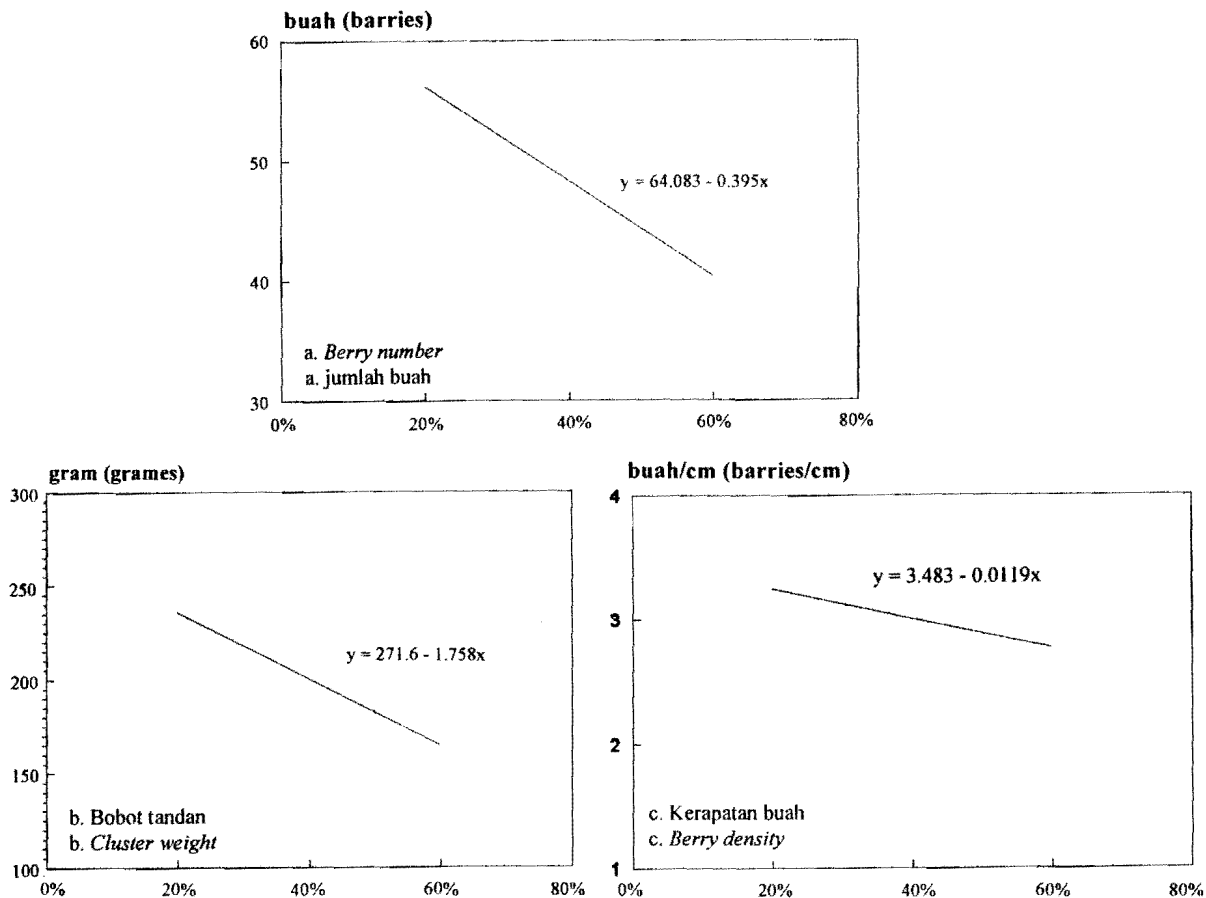 buah (barries)
60
50
40
30
y = 64.083 - 0.395x
a. Berry number
a. jumlah buah
0% 20% 40% 60% 80%
gram (grames)
300
250
200
150
100
y = 271.6 - 1.758x
b. Bobot tandan
b. Cluster weight
0% 20% 40% 60% 80%
buah/cm (barries/cm)
4
3
2
1
y = 3.483 - 0.0119x
c. Kerapatan buah
c. Berry density
0% 20% 40% 60% 80%